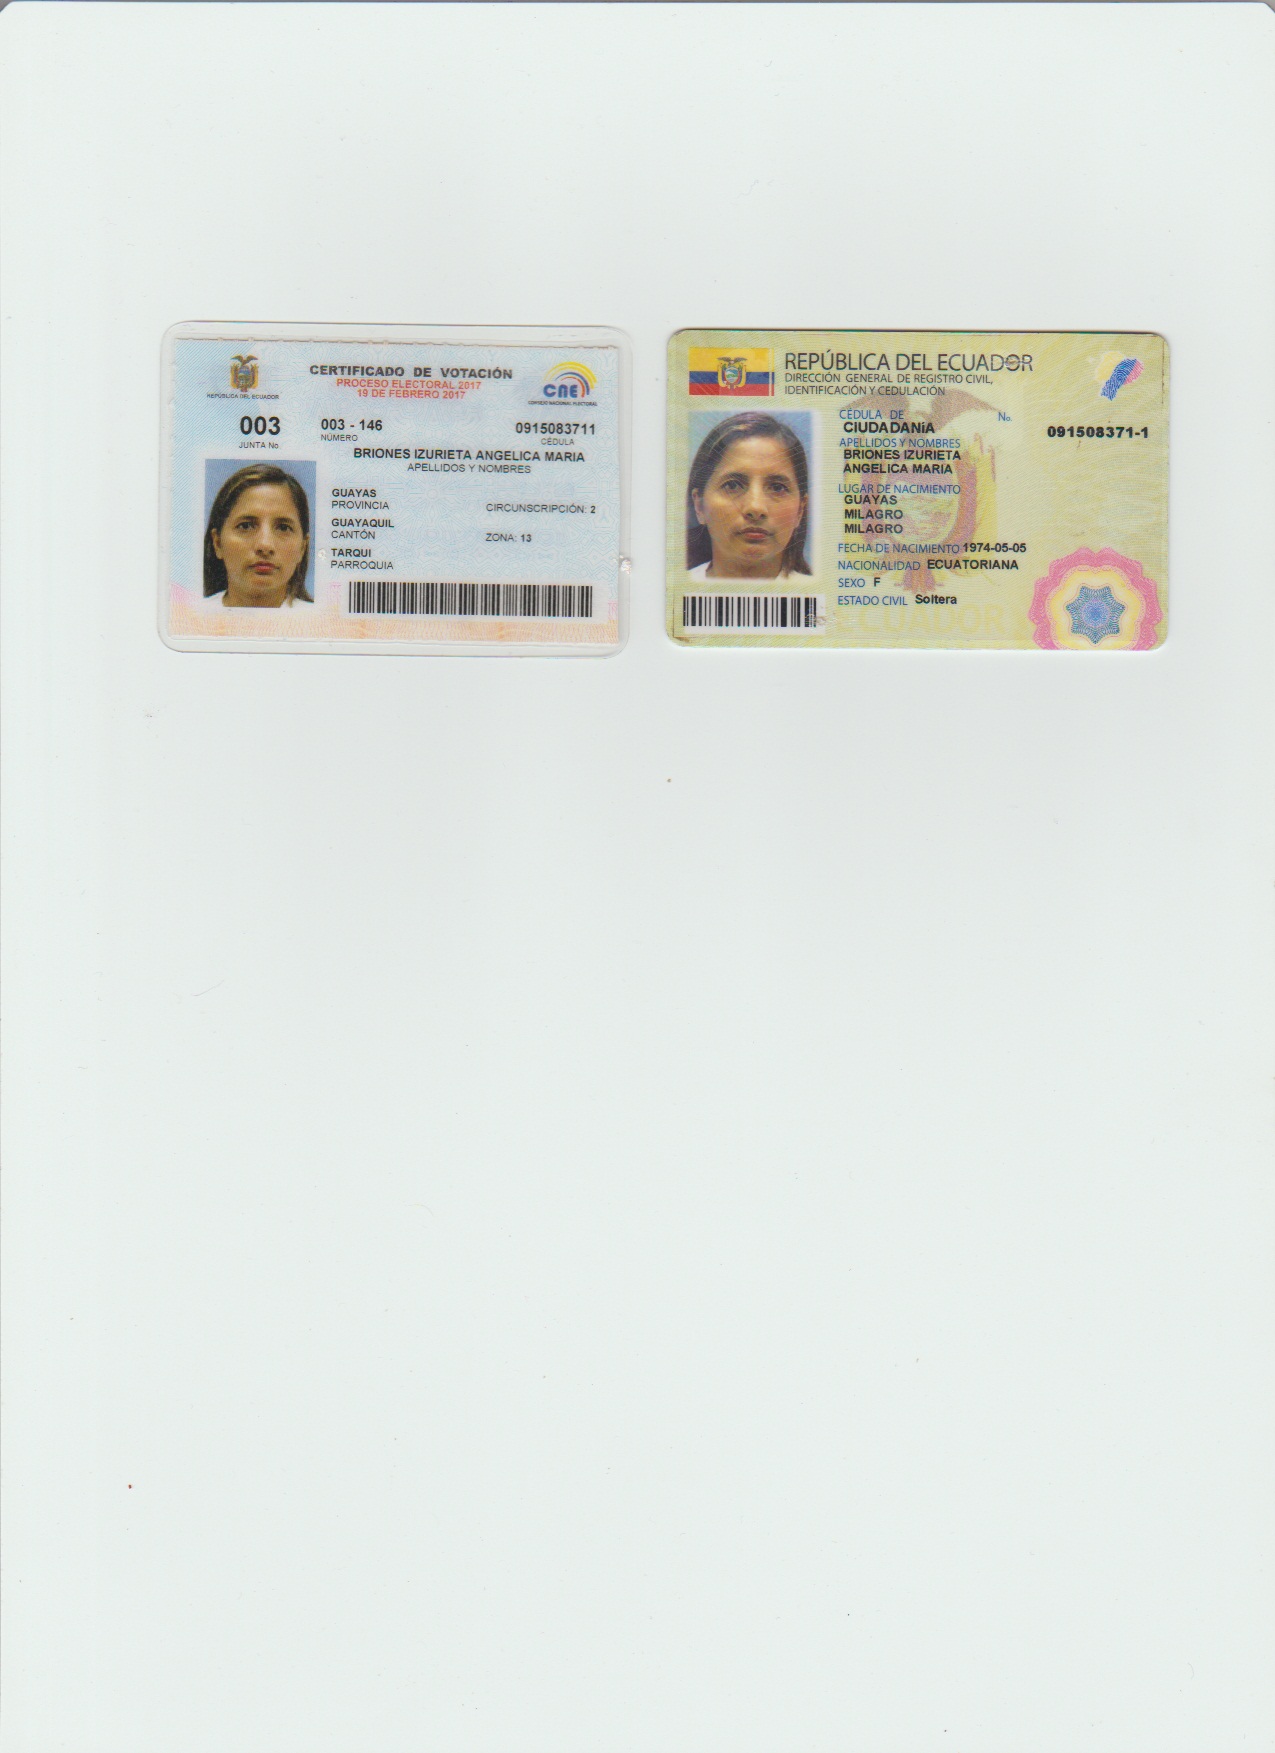 CERTIFICADO DE VOTACIÓN
PROCESO ELECTORAL 2017
19 DE FEBRERO 2017
REPÚBLICA DEL ECUADOR
CNE
CONSEJO NACIONAL ELECTORAL
003
JUNTA No.
003 - 146
NÚMERO
0915083711
CÉDULA
BRIONES IZURIETA ANGELICA MARIA
APELLIDOS Y NOMBRES
GUAYAS
PROVINCIA
CIRCUNSCRIPCIÓN: 2
GUAYAQUIL
CANTÓN
ZONA: 13
TARQUI
PARROQUIA
REPÚBLICA DEL ECUADOR
DIRECCIÓN GENERAL DE REGISTRO CIVIL,
IDENTIFICACIÓN Y CEDULACIÓN
CÉDULA DE
No.
CIUDADANÍA
091508371-1
APELLIDOS Y NOMBRES
BRIONES IZURIETA
ANGELICA MARIA
LUGAR DE NACIMIENTO
GUAYAS
MILAGRO
MILAGRO
FECHA DE NACIMIENTO 1974-05-05
NACIONALIDAD ECUATORIANA
SEXO F
ESTADO CIVIL Soltera
ECUADOR